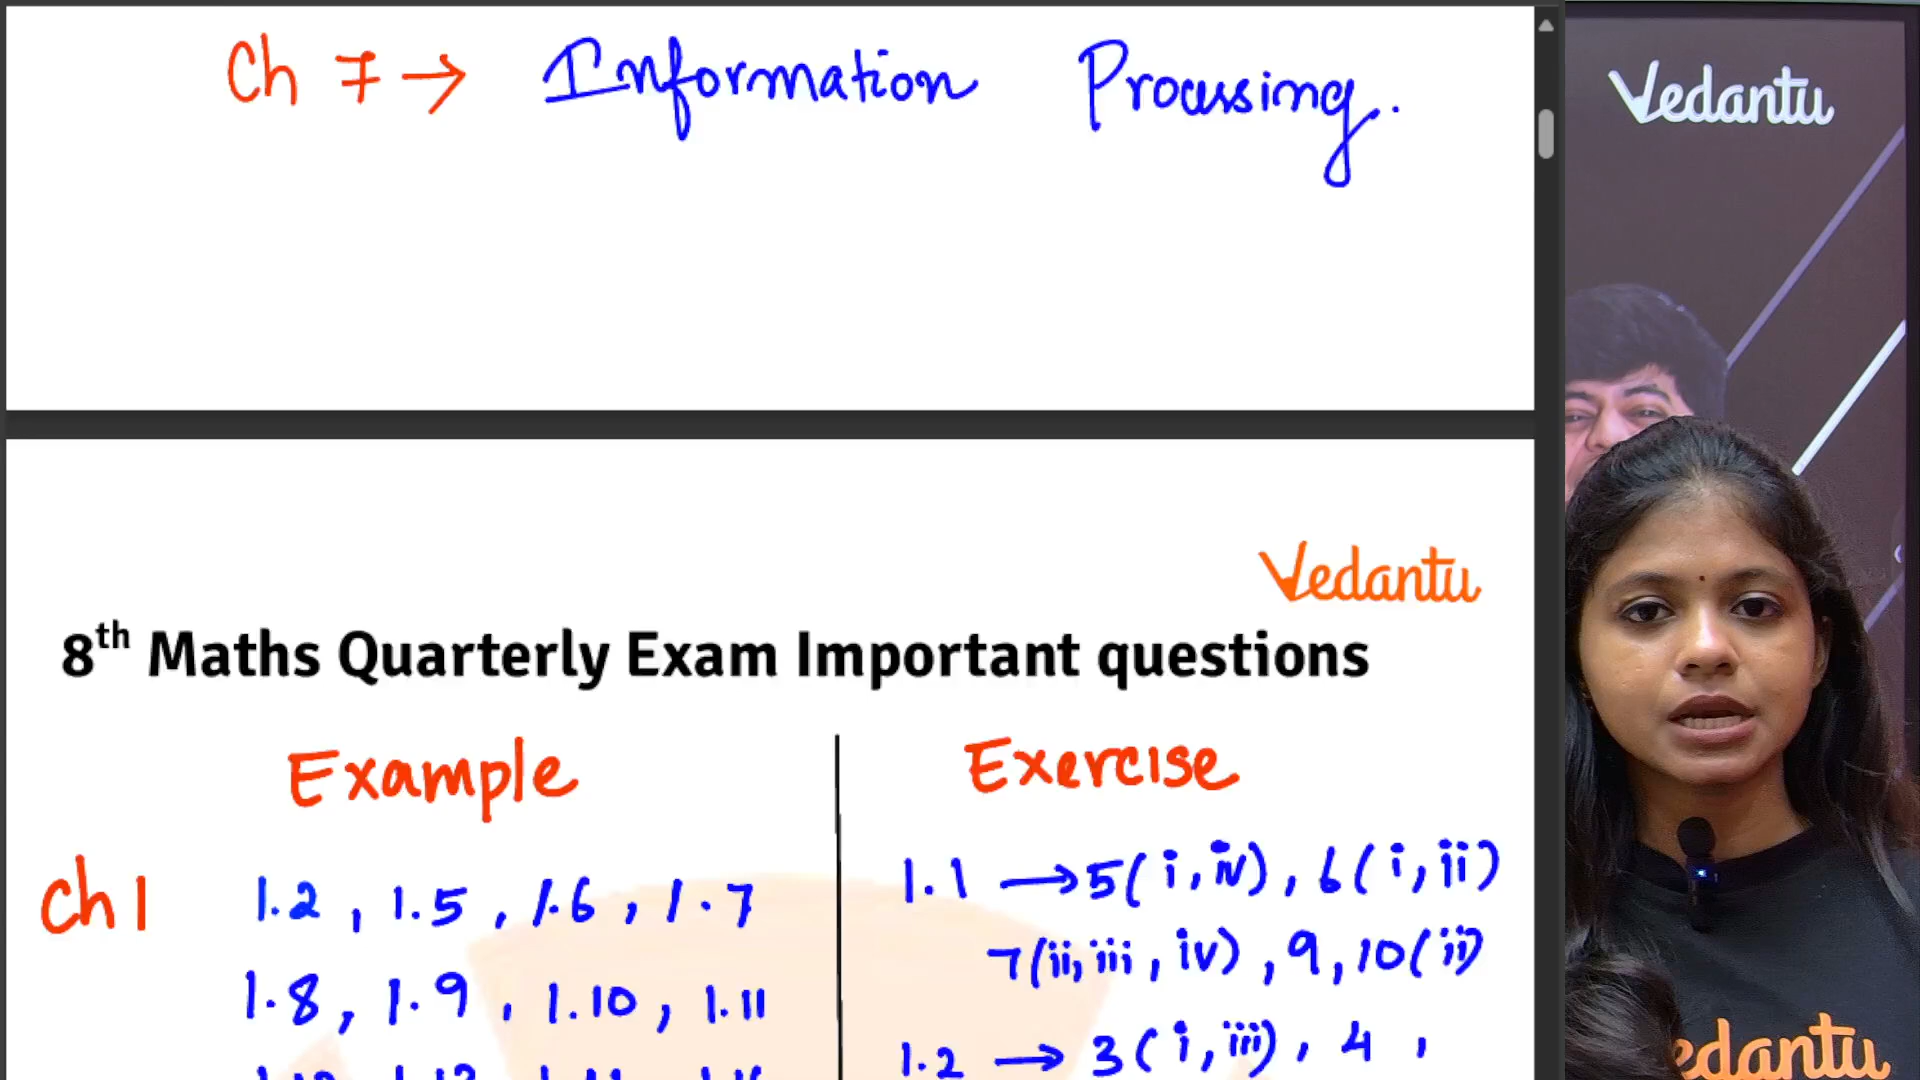 Ch 7 → Information Processing.
Vedantu
Vedantu
8th Maths Quarterly Exam Important questions
Example
Exercise
Ch 1
1.2 , 1.5 , 1.6 , 1.7
1.1 → 5( i, iv) , 6( i, ii)
7(ii, iii , iv) , 9, 10( ii)
1.8 , 1.9 , 1.10 , 1.11
1.2 → 3( i, iii) , 4 ,
edantu